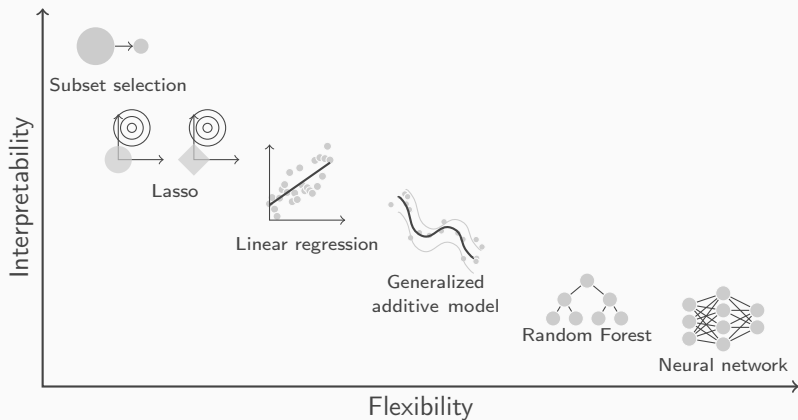 Interpretability
Subset selection
Lasso
Linear regression
Generalized
additive model
Random Forest
Neural network
Flexibility